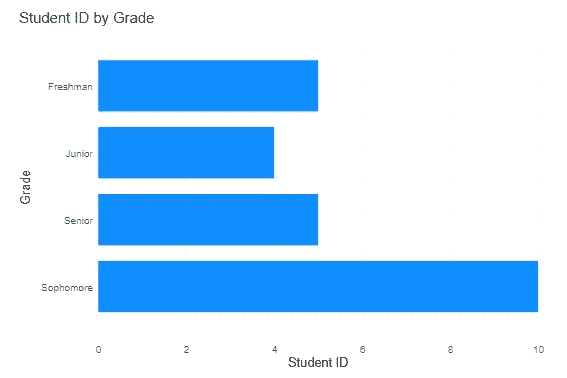 Student ID by Grade
Freshman
Junior
Senior
Sophomore
Grade
0 2 4 6 8 10
Student ID